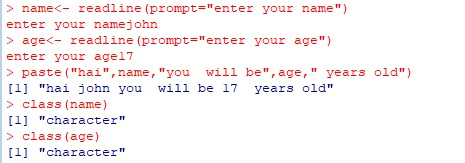 > name<- readline(prompt="enter your name")
enter your namejohn
> age<- readline(prompt="enter your age")
enter your age17
> paste("hai",name,"you  will be",age," years old")
[1] "hai john you  will be 17  years old"
> class(name)
[1] "character"
> class(age)
[1] "character"